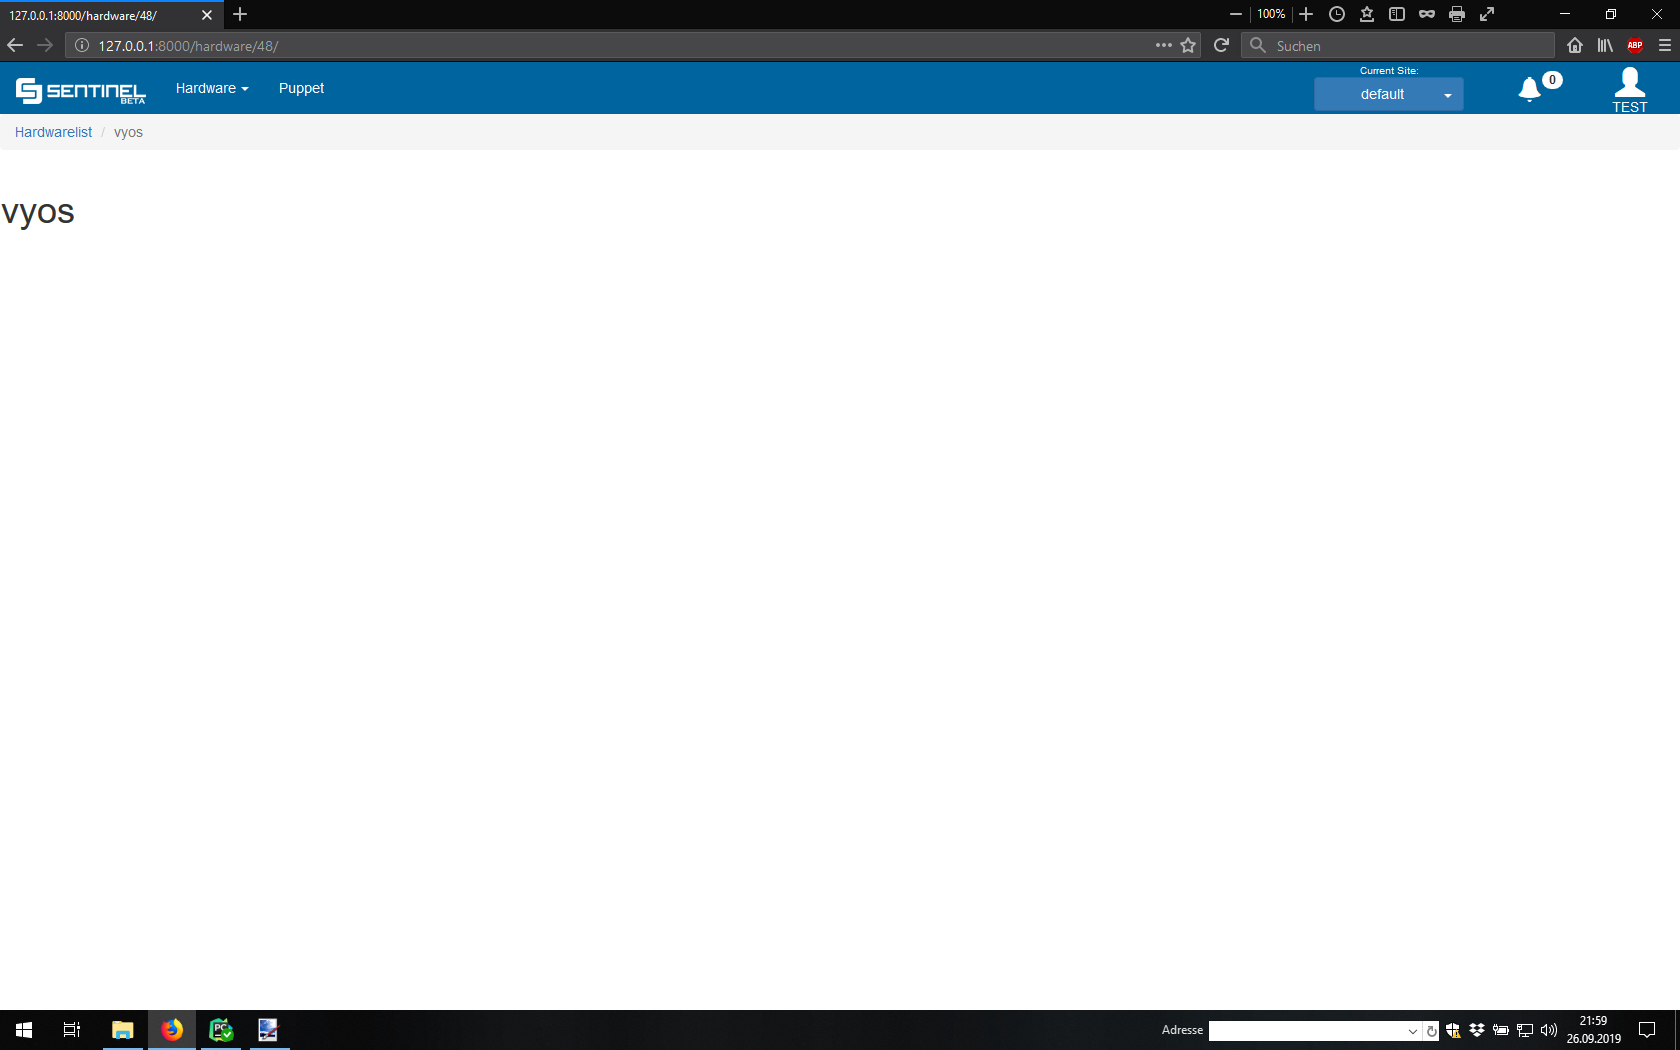 127.0.0.1:8000/hardware/48/
100%
127.0.0.1:8000/hardware/48/
Suchen
ABP
SENTINEL
BETA
Hardware
Puppet
Current Site:
default
0
TEST
Hardwarelist / vyos
vyos
PC
Adresse
21:59
26.09.2019